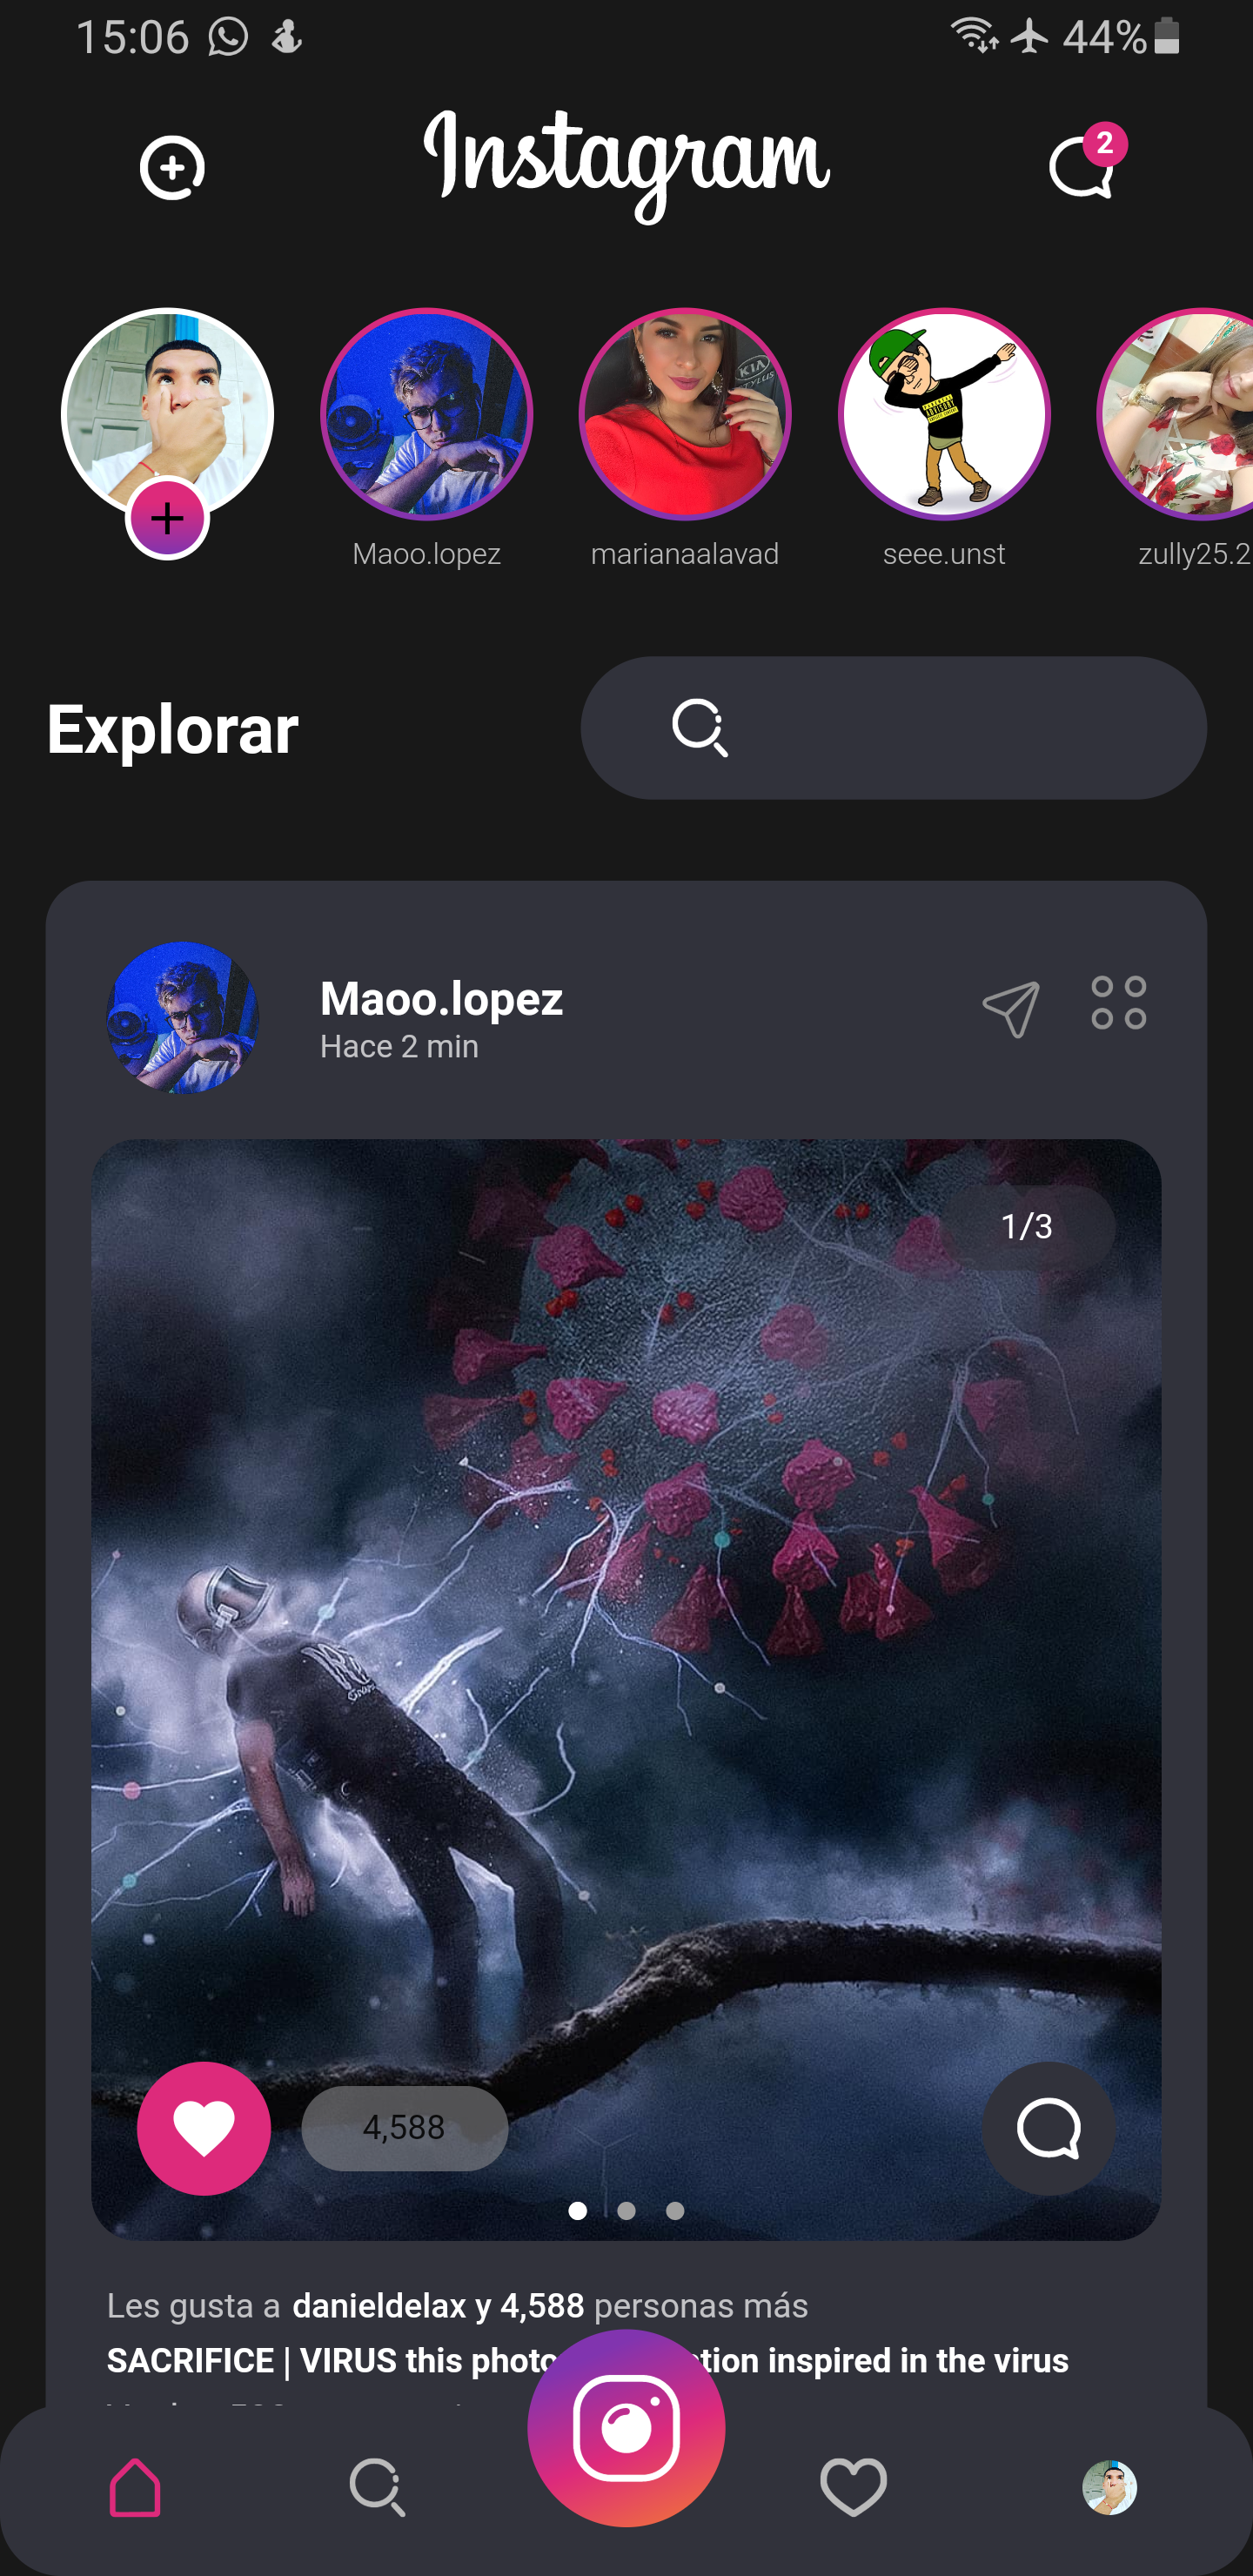 15:06 44%
Instagram
2
KIA
Maoo.lopez marianaalavad seee.unst zully25.2
Explorar
Maoo.lopez
Hace 2 min
1/3
4,588
Les gusta a danieldelax y 4,588 personas más
SACRIFICE | VIRUS this photo tion inspired in the virus